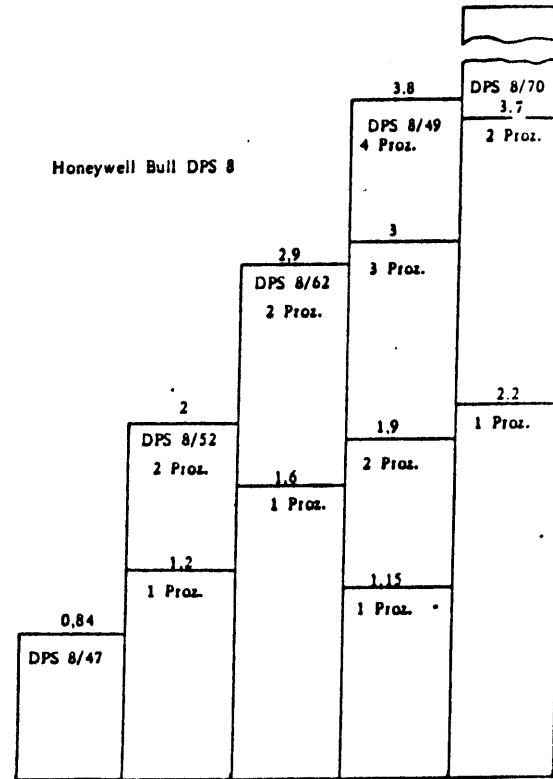 Honeywell Bull DPS 8
0,84
DPS 8/47
2
DPS 8/52
2 Proz.
1,2
1 Proz.
2,9
DPS 8/62
2 Proz.
1,6
1 Proz.
3.8
DPS 8/49
4 Proz.
3
3 Proz.
1,9
2 Proz.
1,15
1 Proz.
DPS 8/70
3.7
2 Proz.
2.2
1 Proz.